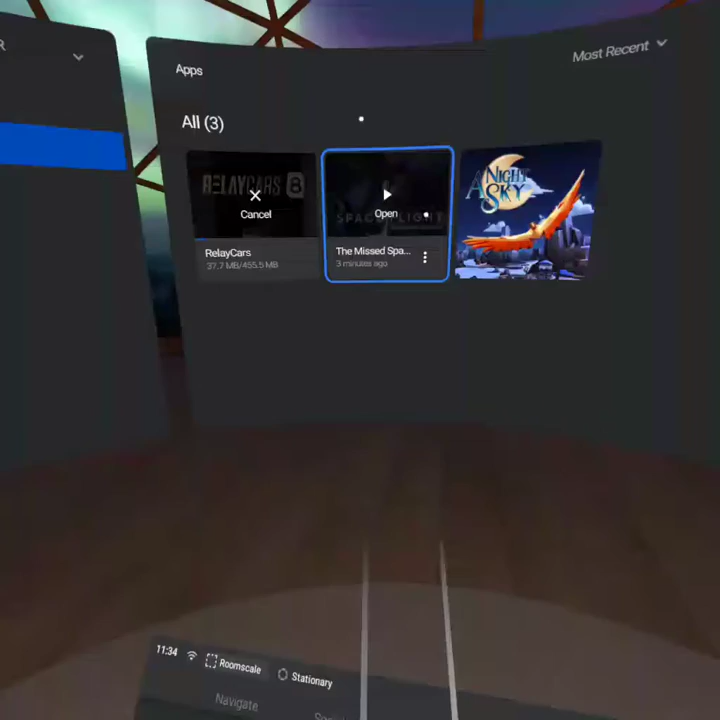 R
Apps
Most Recent
All (3)
RELAYCARS
Cancel
RelayCars
37.7 MB/455.5 MB
Open
SPACEFLIGHT
The Missed Spa...
3 minutes ago
A NIGHT
SKY
11:34
Roomscale
Stationary
Navigate